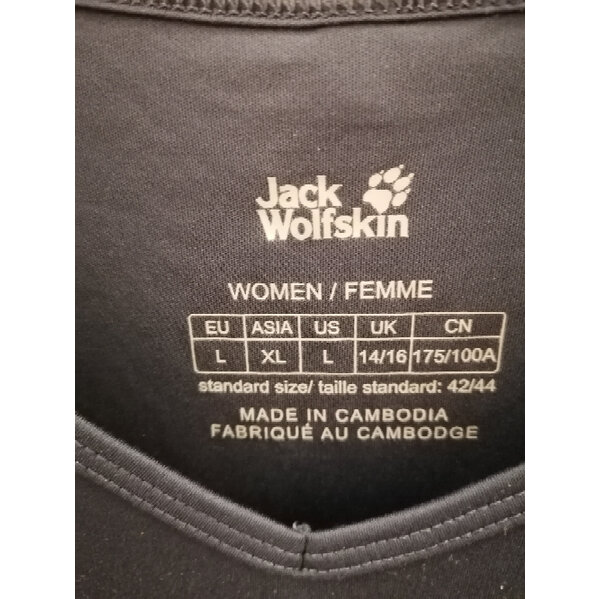 Jack
Wolfskin
WOMEN / FEMME
EU ASIA US UK CN
L XL L 14/16 175/100A
standard size/ taille standard: 42/44
MADE IN CAMBODIA
FABRIQUÉ AU CAMBODGE